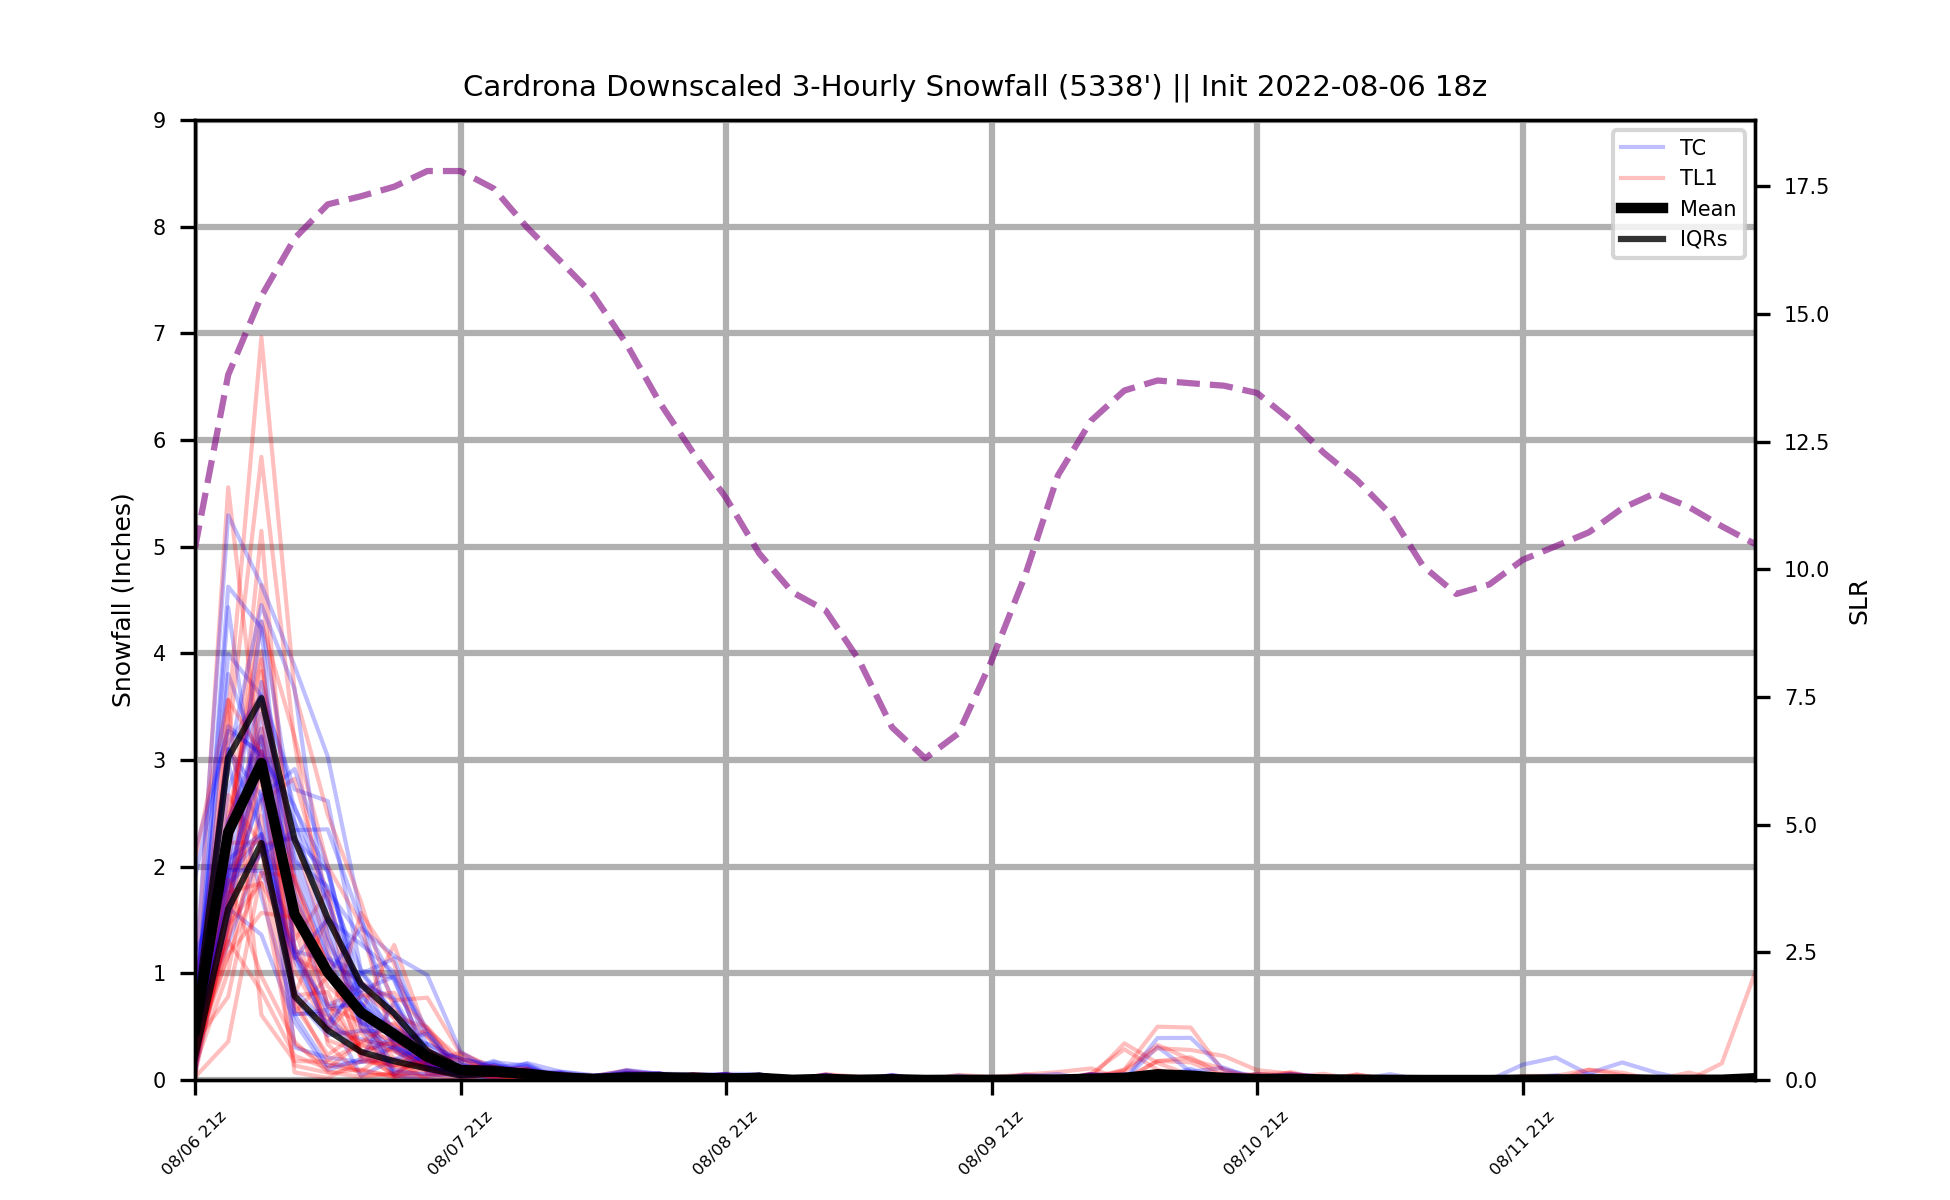 Cardrona Downscaled 3-Hourly Snowfall (5338') || Init 2022-08-06 18z
9
8
7
6
5
4
3
2
1
0
Snowfall (Inches)
TC
TL1
Mean
IQRs
17.5
15.0
12.5
10.0
7.5
5.0
2.5
0.0
SLR
08/06 21z
08/07 21z
08/08 21z
08/09 21z
08/10 21z
08/11 21z